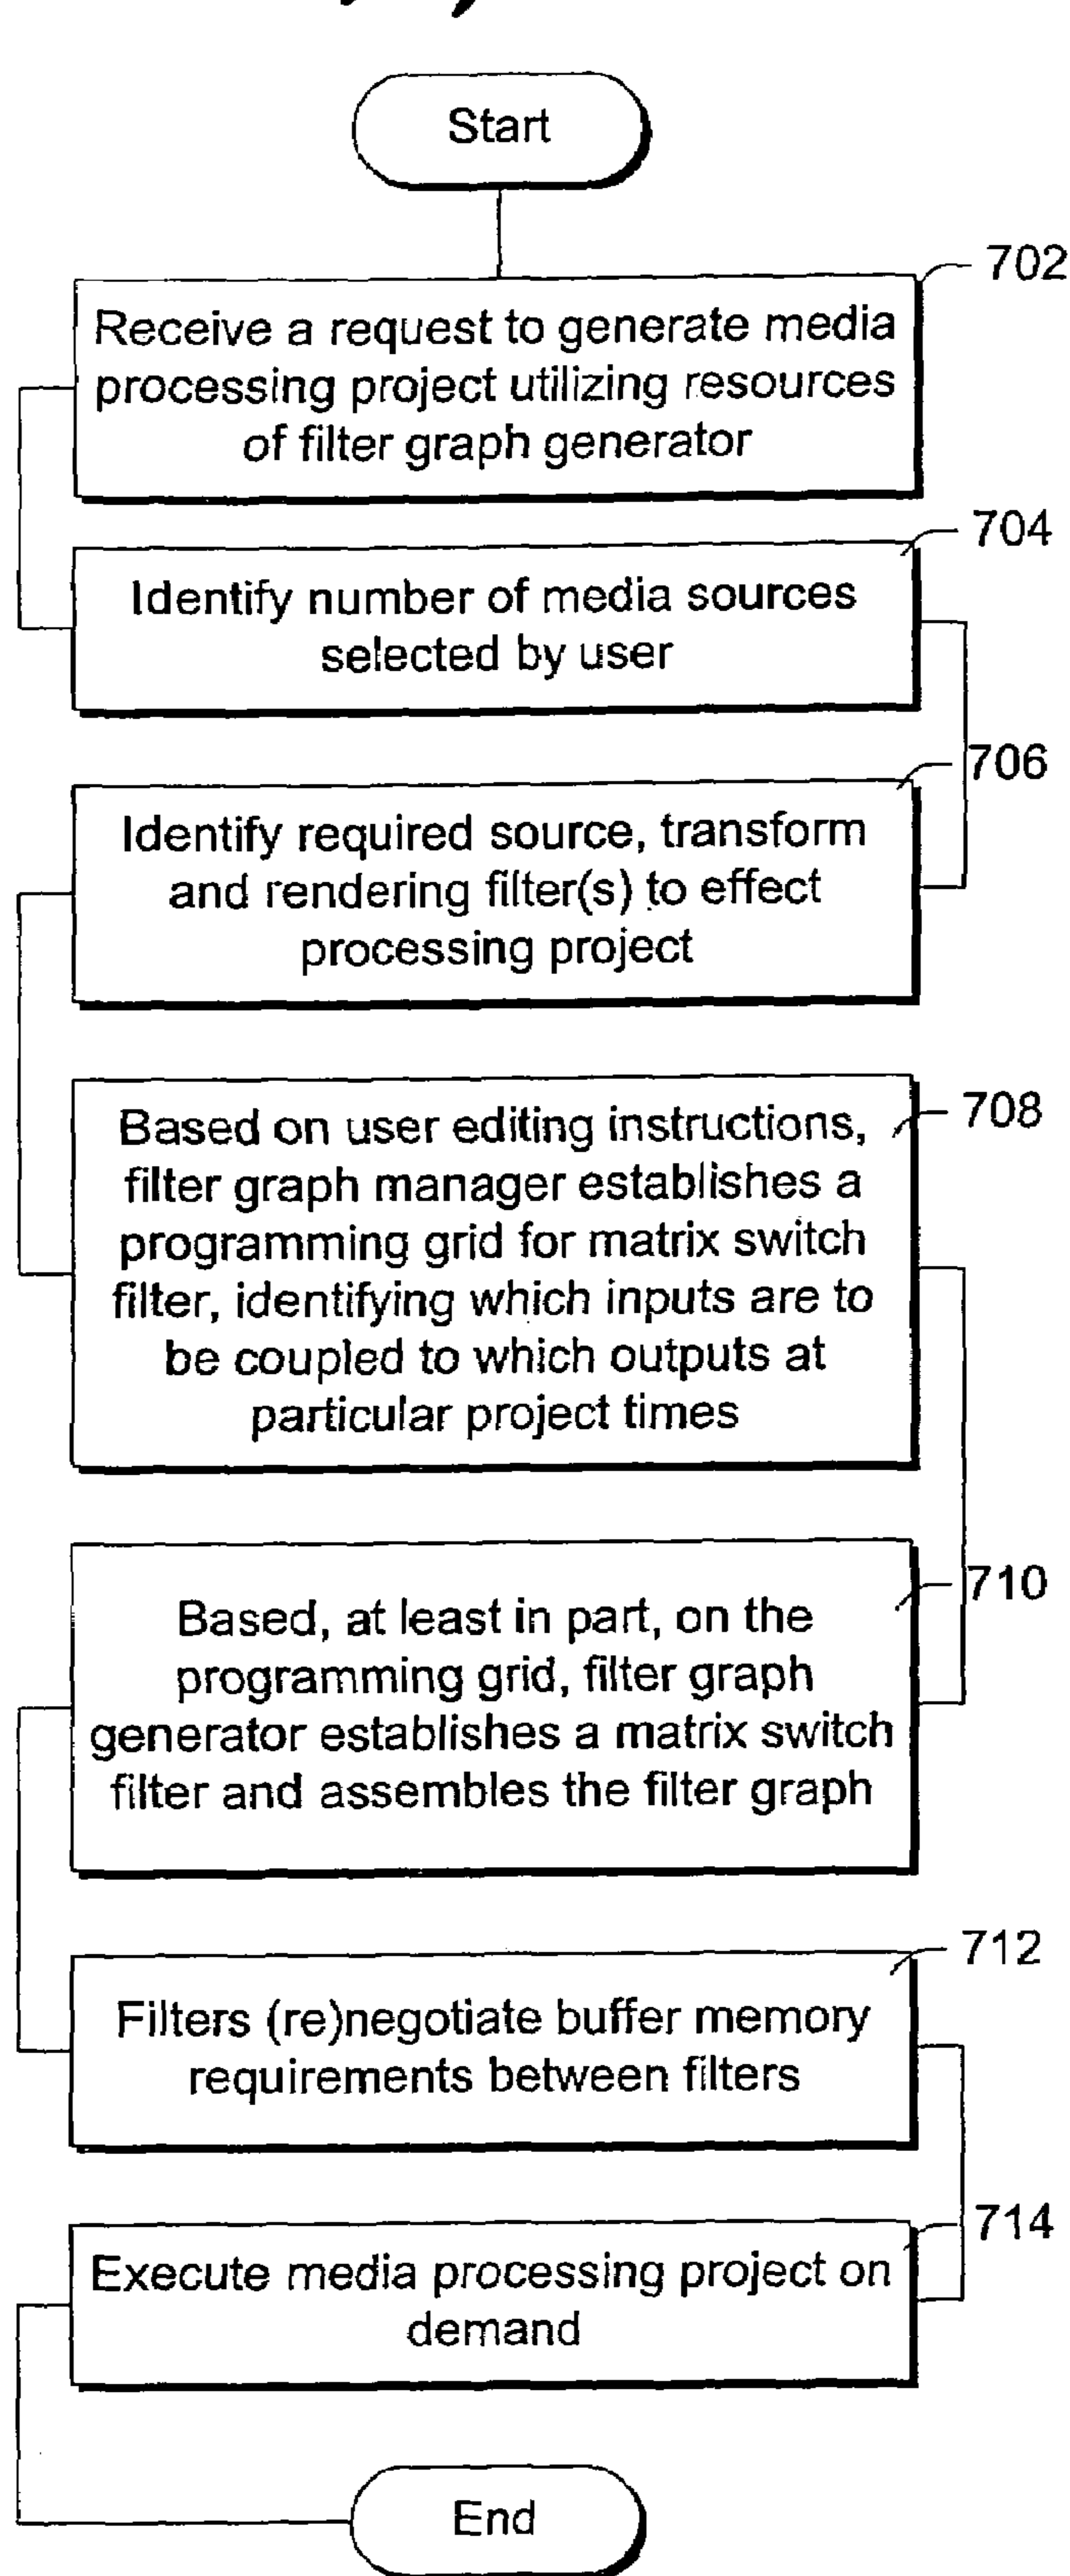 Start
702
Receive a request to generate media
processing project utilizing resources
of filter graph generator
704
Identify number of media sources
selected by user
706
Identify required source, transform
and rendering filter(s) to effect
processing project
708
Based on user editing instructions,
filter graph manager establishes a
programming grid for matrix switch
filter, identifying which inputs are to
be coupled to which outputs at
particular project times
710
Based, at least in part, on the
programming grid, filter graph
generator establishes a matrix switch
filter and assembles the filter graph
712
Filters (re)negotiate buffer memory
requirements between filters
714
Execute media processing project on
demand
End